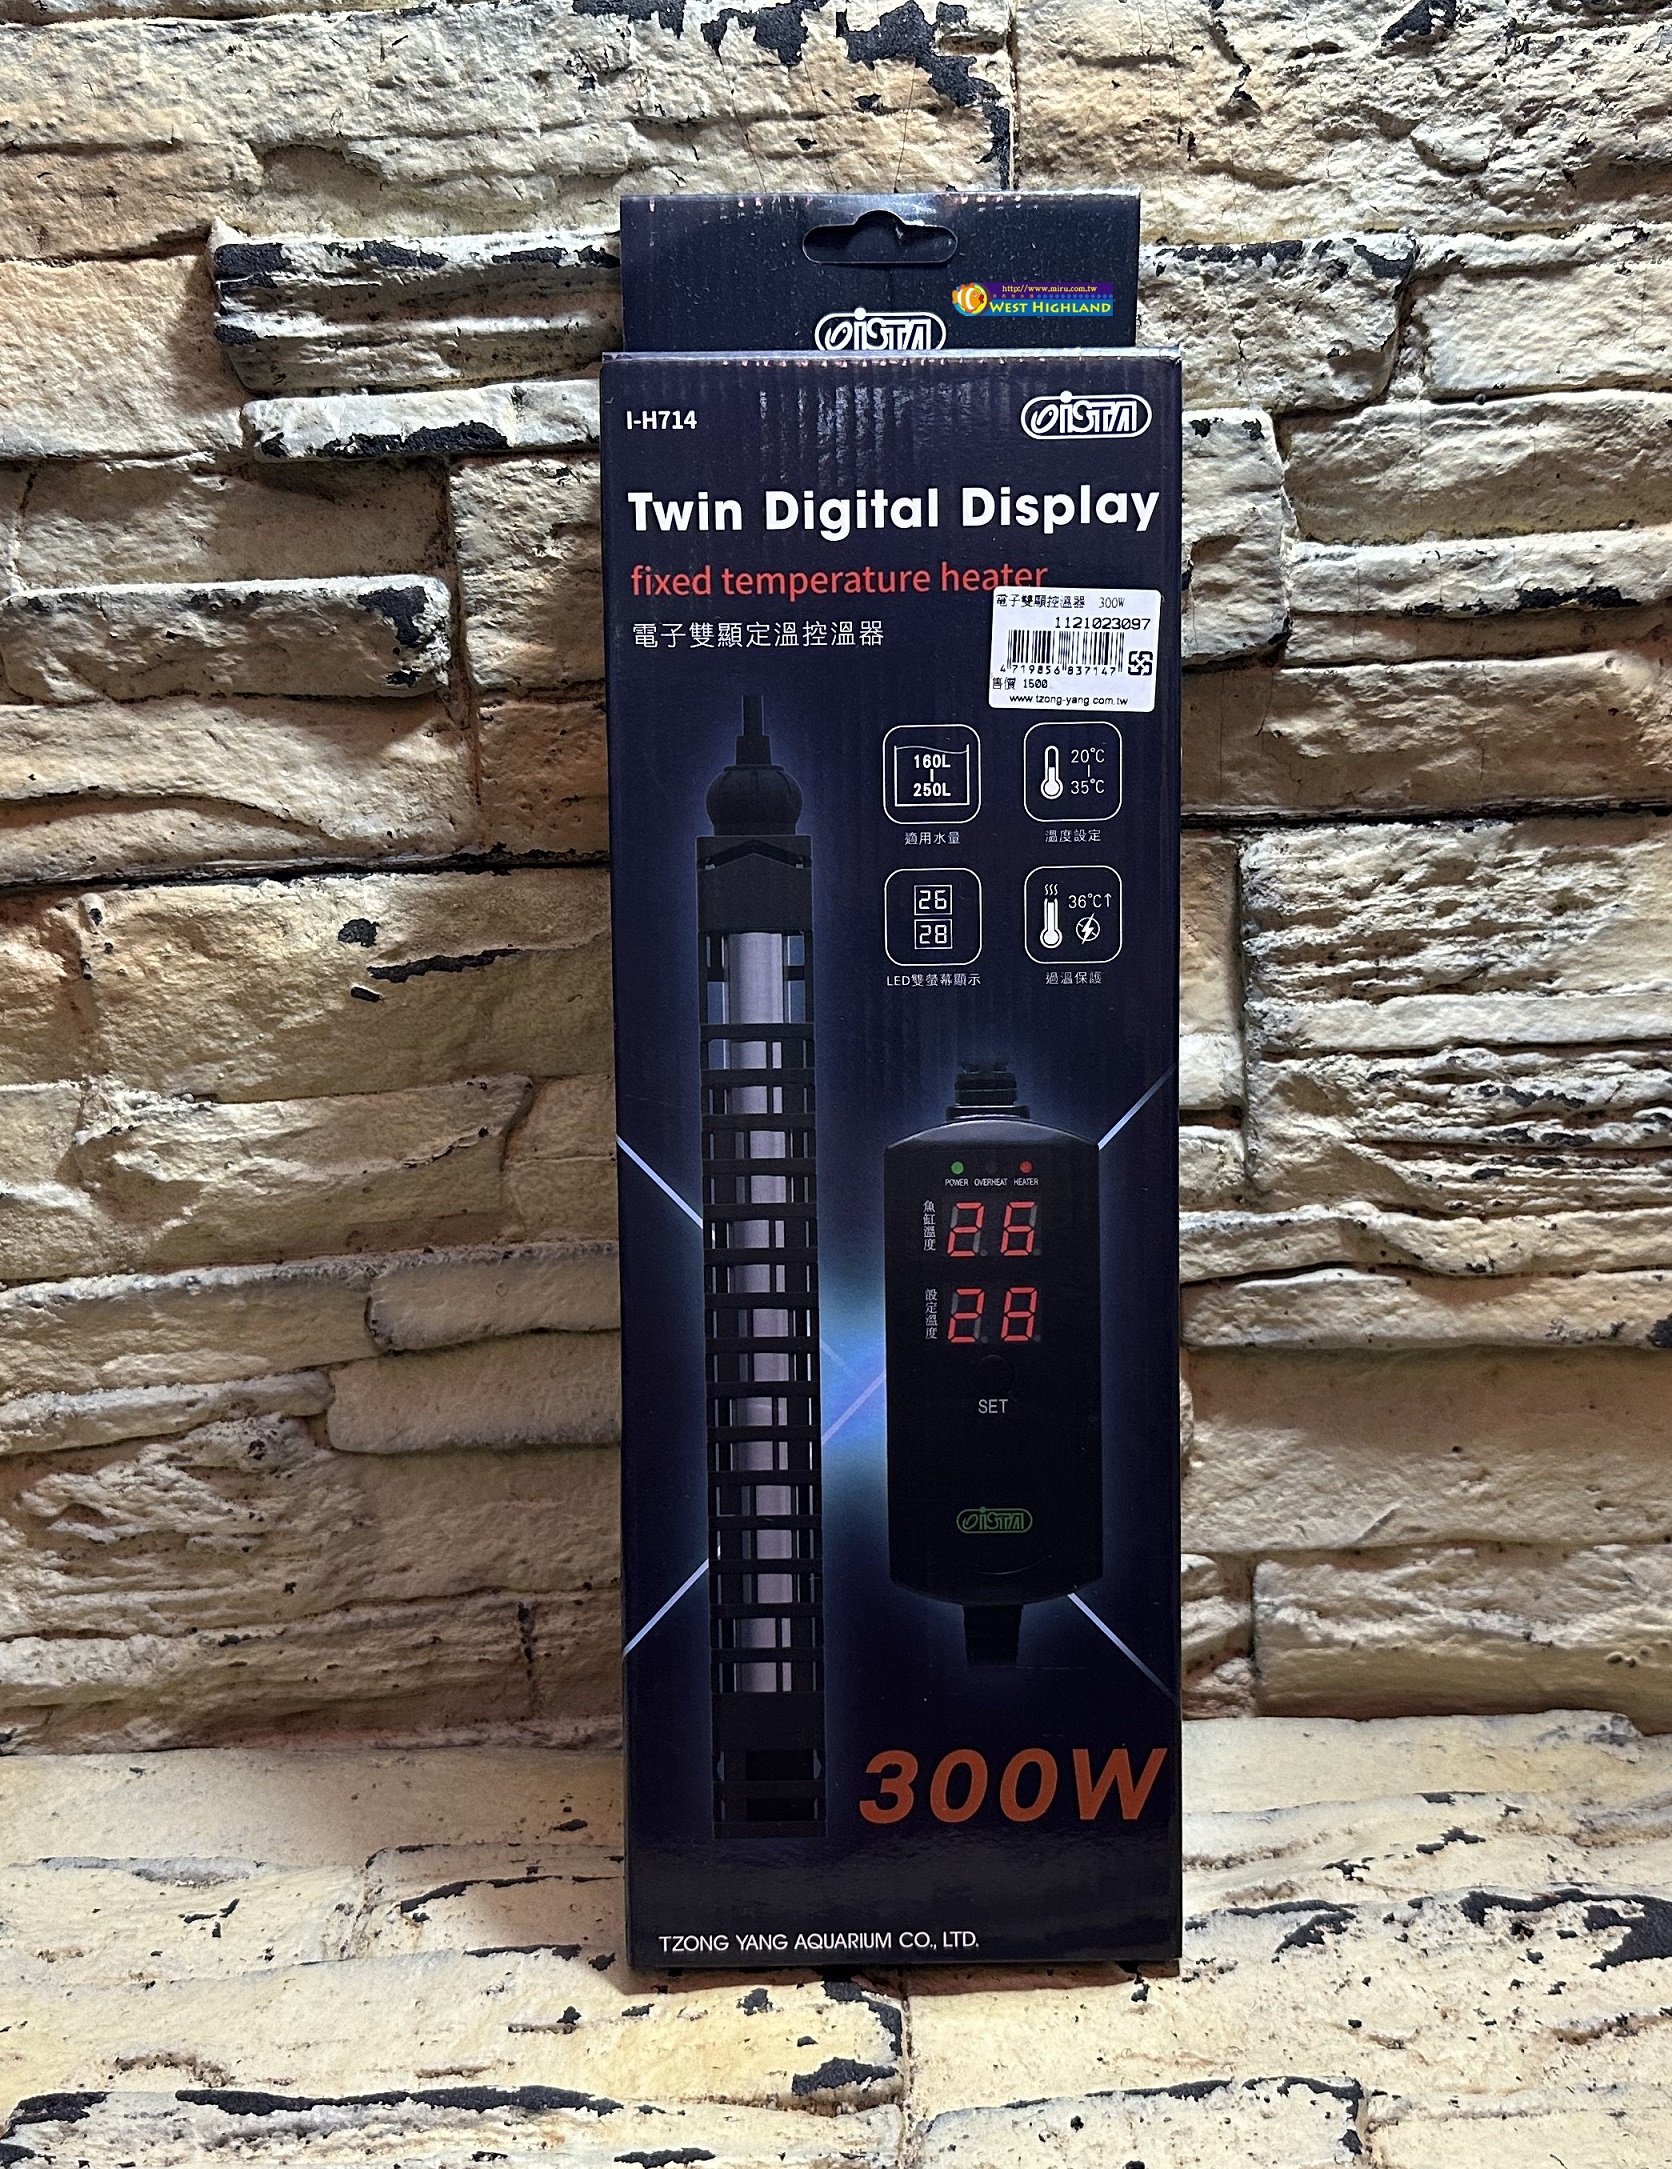 http://www.miru.com.tw
WEST HIGHLAND
ISTA
I-H714
ISTA
Twin Digital Display
fixed temperature heater
電子雙顯定溫控溫器
電子雙顯控溫器 300W
1121023097
4719856837147
售價 1500
www.tzong-yang.com.tw
160L
250L
適用水量
20℃
35℃
溫度設定
26
28
LED雙螢幕顯示
36℃↑
過溫保護
POWER OVERHEAT HEATER
魚缸溫度
26
設定溫度
28
SET
ISTA
300W
TZONG YANG AQUARIUM CO., LTD.